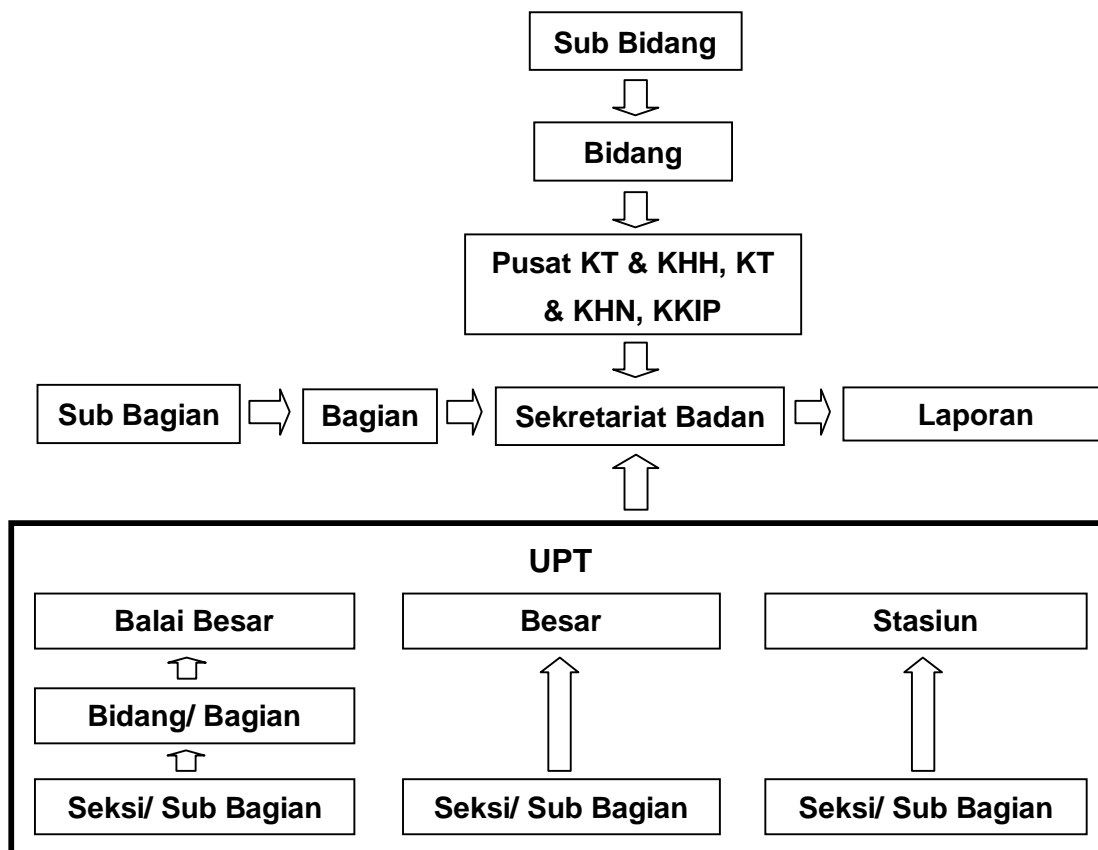 Sub Bidang
Bidang
Pusat KT & KHH, KT
& KHN, KKIP
Sub Bagian
Bagian
Sekretariat Badan
Laporan
UPT
Balai Besar
Besar
Stasiun
Bidang/ Bagian
Seksi/ Sub Bagian
Seksi/ Sub Bagian
Seksi/ Sub Bagian